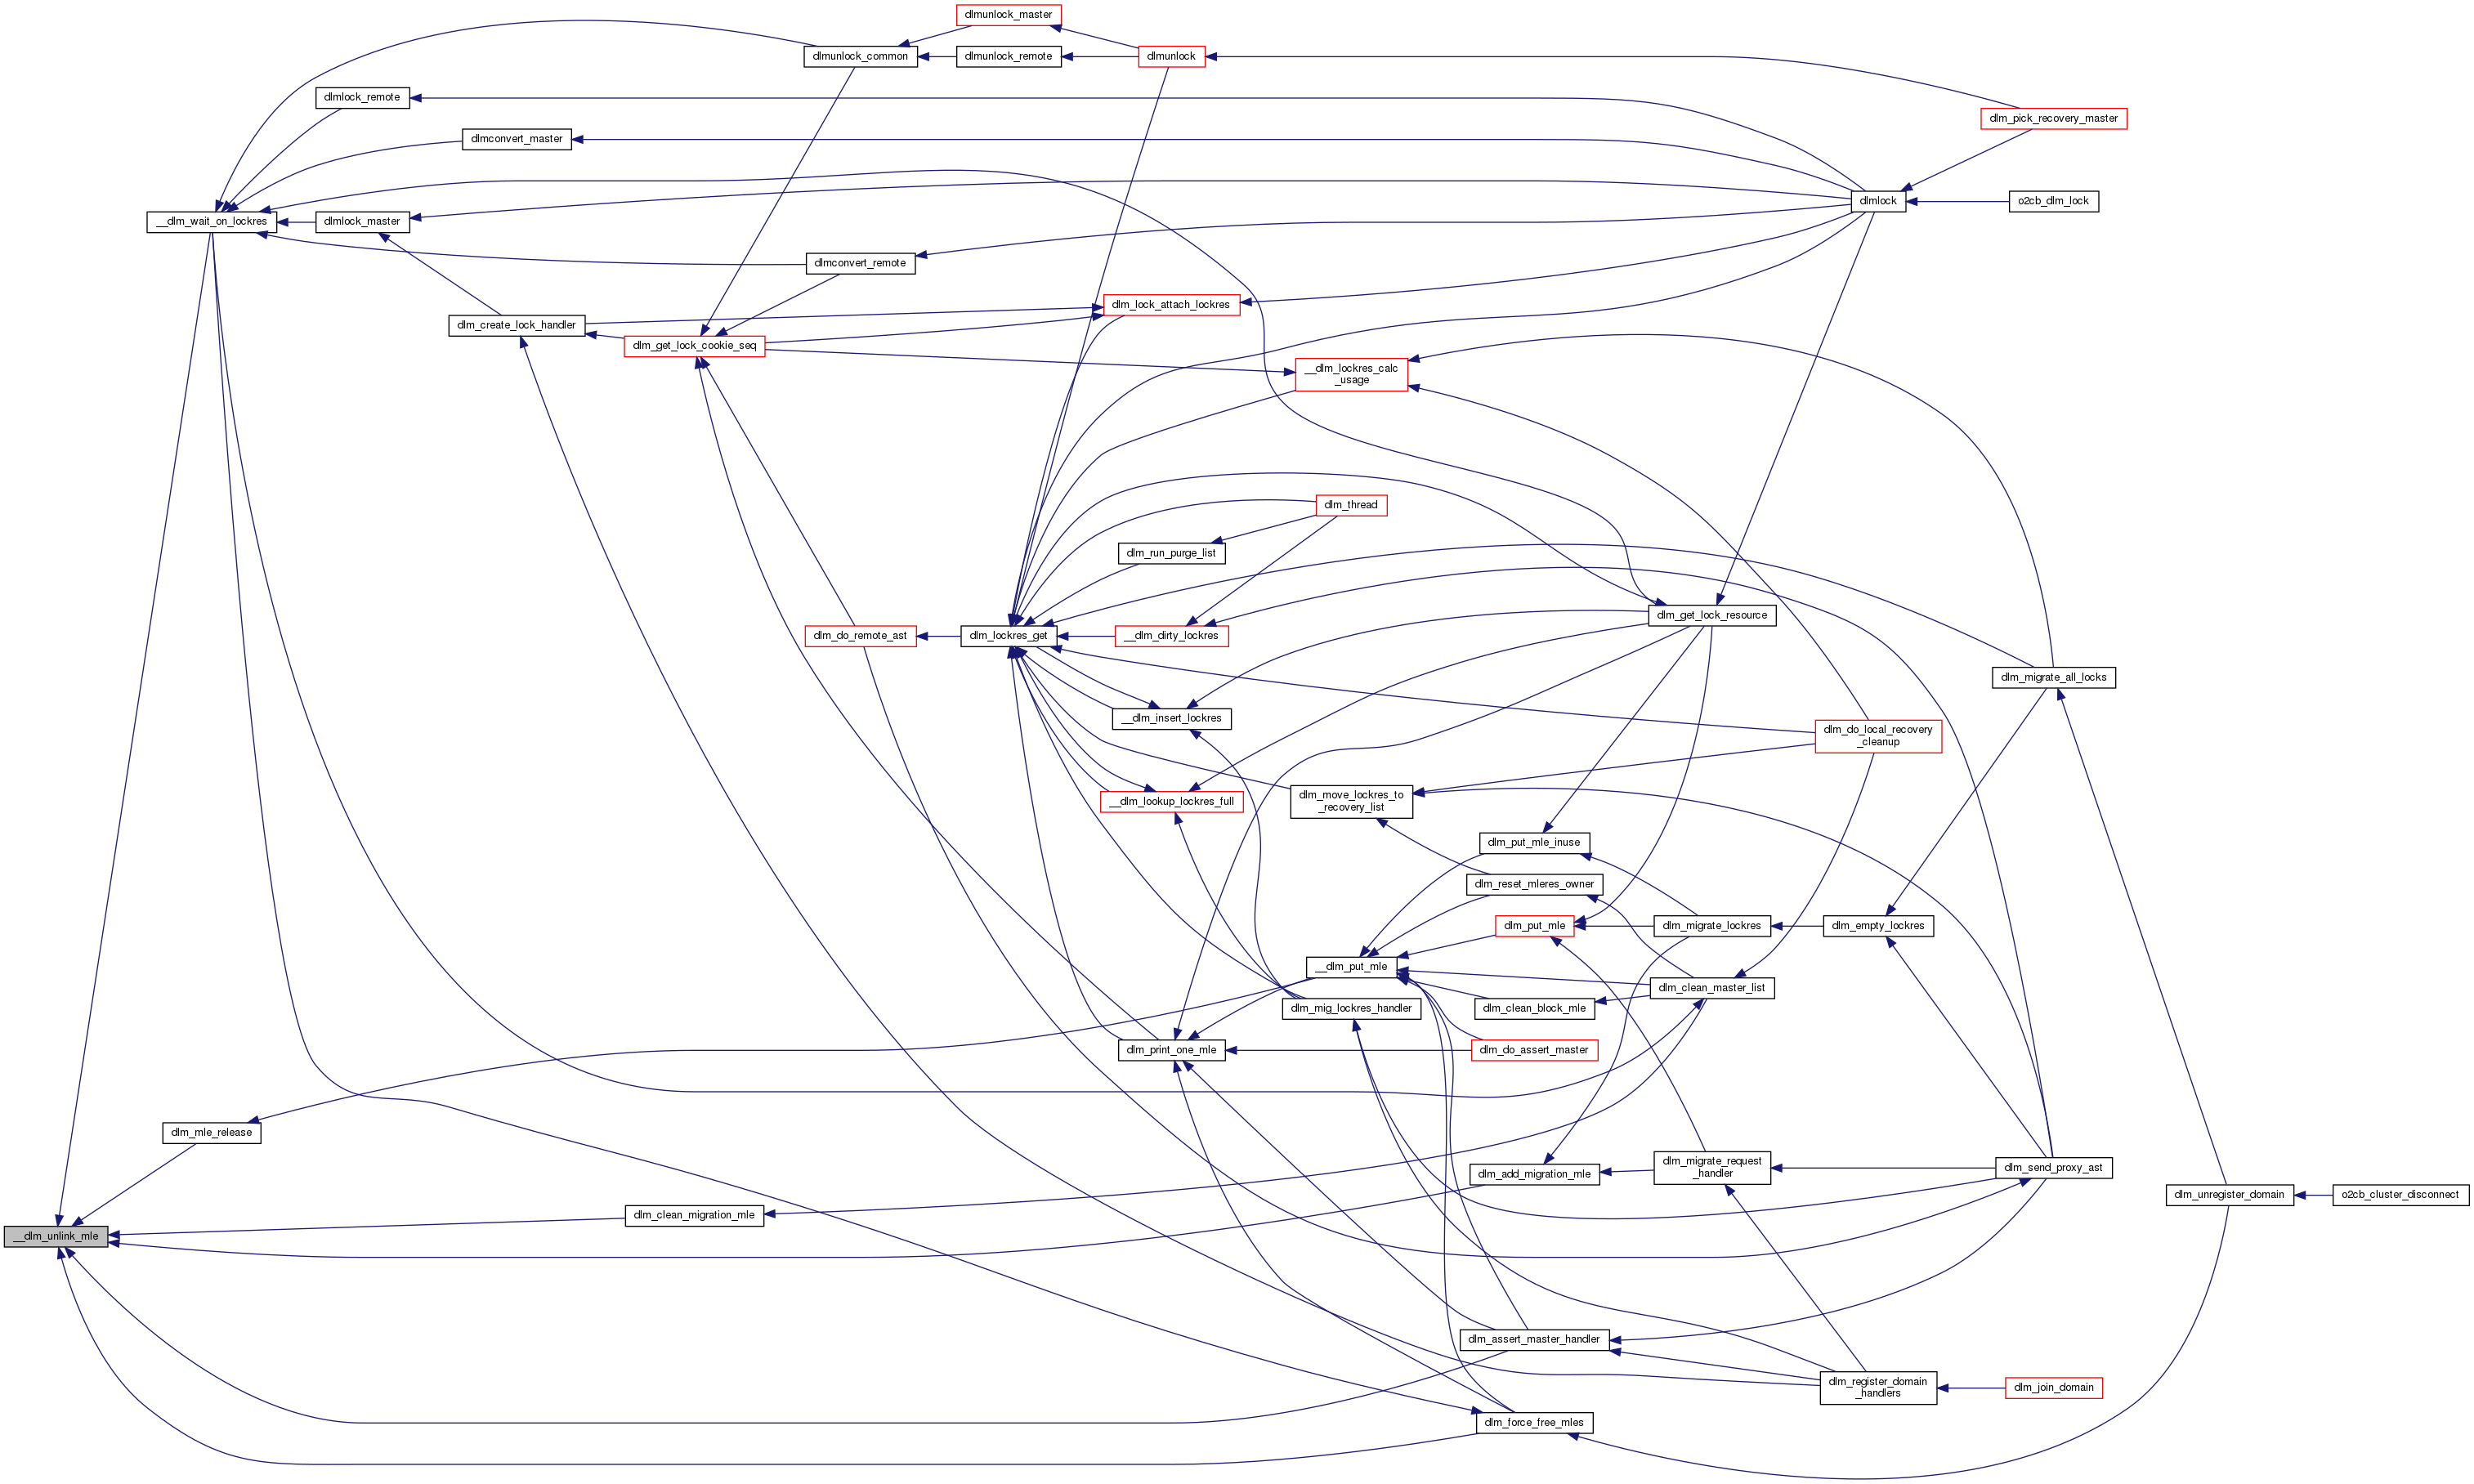 dlmunlock_master
dlmunlock_common
dlmunlock_remote
dlmunlock
dlmlock_remote
dlm_pick_recovery_master
dlmconvert_master
__dlm_wait_on_lockres
dlmlock_master
dlmlock
o2cb_dlm_lock
dlmconvert_remote
dlm_lock_attach_lockres
dlm_create_lock_handler
dlm_get_lock_cookie_seq
__dlm_lockres_calc
_usage
dlm_thread
dlm_run_purge_list
dlm_get_lock_resource
dlm_do_remote_ast
dlm_lockres_get
__dlm_dirty_lockres
dlm_migrate_all_locks
__dlm_insert_lockres
dlm_do_local_recovery
_cleanup
__dlm_lookup_lockres_full
dlm_move_lockres_to
_recovery_list
dlm_put_mle_inuse
dlm_reset_mleres_owner
dlm_put_mle
dlm_migrate_lockres
dlm_empty_lockres
__dlm_put_mle
dlm_clean_master_list
dlm_mig_lockres_handler
dlm_clean_block_mle
dlm_print_one_mle
dlm_do_assert_master
dlm_mle_release
dlm_add_migration_mle
dlm_migrate_request
_handler
dlm_send_proxy_ast
dlm_unregister_domain
o2cb_cluster_disconnect
dlm_clean_migration_mle
__dlm_unlink_mle
dlm_assert_master_handler
dlm_register_domain
_handlers
dlm_join_domain
dlm_force_free_mles